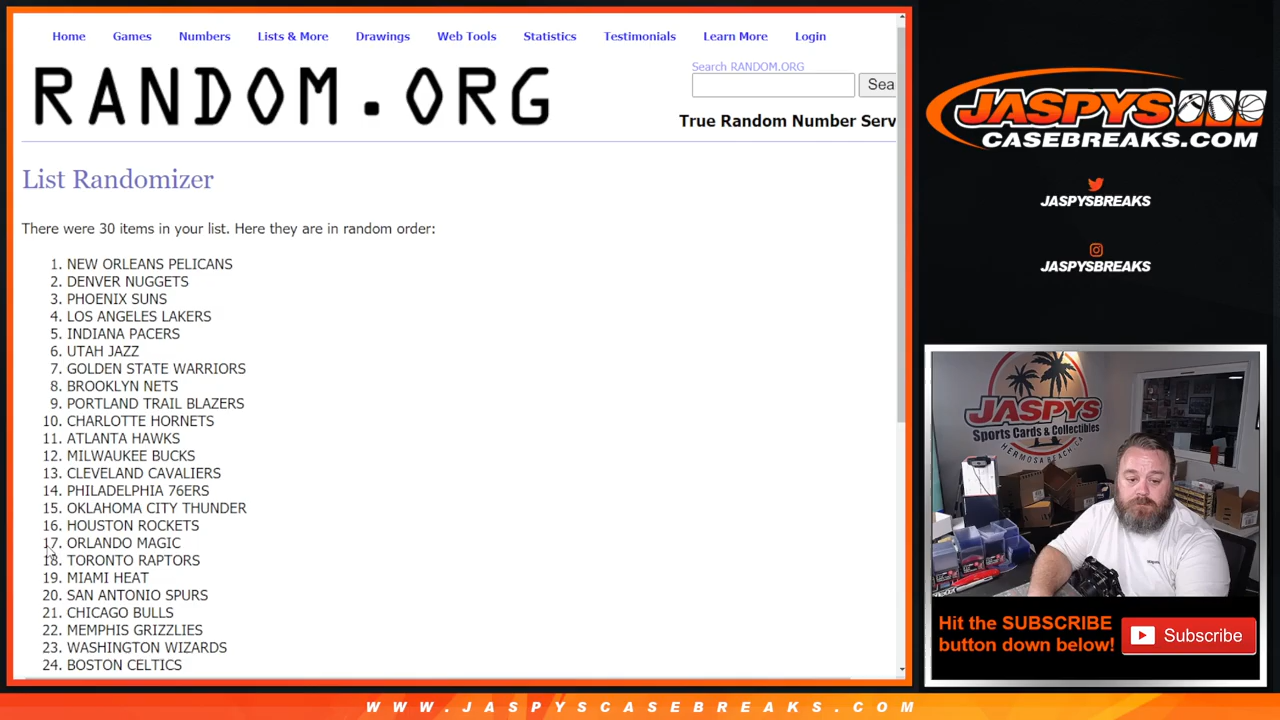 Home Games Numbers Lists & More Drawings Web Tools Statistics Testimonials Learn More Login
RANDOM.ORG
Search RANDOM.ORG
Sea
True Random Number Serv
List Randomizer
There were 30 items in your list. Here they are in random order:
1. NEW ORLEANS PELICANS
2. DENVER NUGGETS
3. PHOENIX SUNS
4. LOS ANGELES LAKERS
5. INDIANA PACERS
6. UTAH JAZZ
7. GOLDEN STATE WARRIORS
8. BROOKLYN NETS
9. PORTLAND TRAIL BLAZERS
10. CHARLOTTE HORNETS
11. ATLANTA HAWKS
12. MILWAUKEE BUCKS
13. CLEVELAND CAVALIERS
14. PHILADELPHIA 76ERS
15. OKLAHOMA CITY THUNDER
16. HOUSTON ROCKETS
17. ORLANDO MAGIC
18. TORONTO RAPTORS
19. MIAMI HEAT
20. SAN ANTONIO SPURS
21. CHICAGO BULLS
22. MEMPHIS GRIZZLIES
23. WASHINGTON WIZARDS
24. BOSTON CELTICS
JASPYS
CASEBREAKS.COM
JASPYSBREAKS
JASPYSBREAKS
JASPYS
Sports Cards & Collectibles
HERMOSA BEACH, CA
Hit the SUBSCRIBE
button down below!
Subscribe
WWW.JASPYSCASEBREAKS.COM